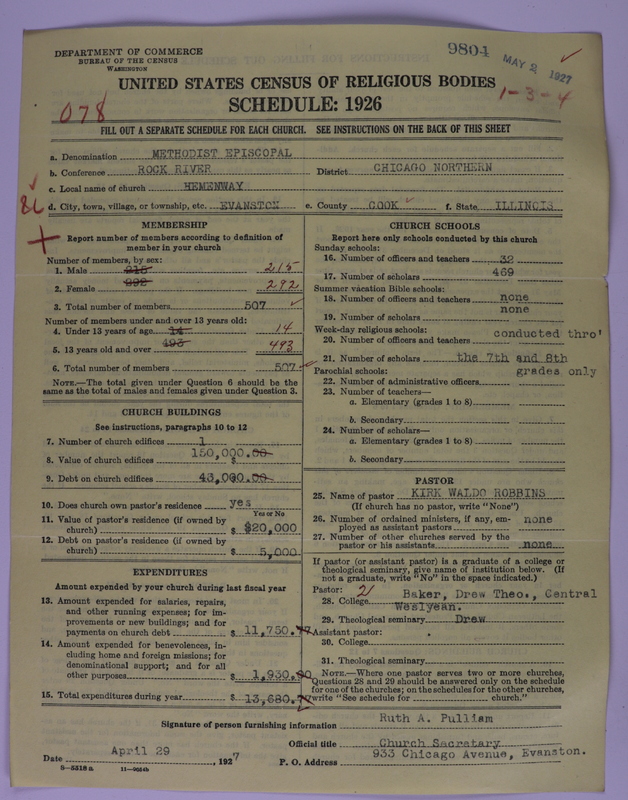 DEPARTMENT OF COMMERCE
BUREAU OF THE CENSUS
WASHINGTON
9804
MAY 2 1927
UNITED STATES CENSUS OF RELIGIOUS BODIES
1-3-4
SCHEDULE: 1926
078
FILL OUT A SEPARATE SCHEDULE FOR EACH CHURCH. SEE INSTRUCTIONS ON THE BACK OF THIS SHEET
a. Denomination METHODIST EPISCOPAL
b. Conference ROCK RIVER District CHICAGO NORTHERN
c. Local name of church HEMENWAY
d. City, town, village, or township, etc. EVANSTON e. County COOK f. State ILLINOIS
MEMBERSHIP
Report number of members according to definition of
member in your church
Number of members, by sex:
1. Male 215 215
2. Female 292 292
3. Total number of members 507
Number of members under and over 13 years old:
4. Under 13 years of age 14 14
5. 13 years old and over 493 493
6. Total number of members 507
NOTE.—The total given under Question 6 should be the
same as the total of males and females given under Question 3.
CHURCH BUILDINGS
See instructions, paragraphs 10 to 12
7. Number of church edifices 1
8. Value of church edifices $ 150,000.00
9. Debt on church edifices 43,000.00
10. Does church own pastor's residence yes
Yes or No
11. Value of pastor's residence (if owned by
church) $ $20,000
12. Debt on pastor's residence (if owned by
church) $ 5,000
EXPENDITURES
Amount expended by your church during last fiscal year
13. Amount expended for salaries, repairs,
and other running expenses; for im-
provements or new buildings; and for
payments on church debt $ 11,750.
14. Amount expended for benevolences, in-
cluding home and foreign missions; for
denominational support; and for all
other purposes $ 1,930.
15. Total expenditures during year $ 13,680.
CHURCH SCHOOLS
Report here only schools conducted by this church
Sunday schools:
16. Number of officers and teachers 32
17. Number of scholars 469
Summer vacation Bible schools:
18. Number of officers and teachers none
19. Number of scholars none
Week-day religious schools:
20. Number of officers and teachers conducted thro'
21. Number of scholars the 7th and 8th
Parochial schools: grades only
22. Number of administrative officers
23. Number of teachers—
a. Elementary (grades 1 to 8)
b. Secondary
24. Number of scholars—
a. Elementary (grades 1 to 8)
b. Secondary
PASTOR
25. Name of pastor KIRK WALDO ROBBINS
(If church has no pastor, write "None")
26. Number of ordained ministers, if any, em-
ployed as assistant pastors none
27. Number of other churches served by the
pastor or his assistants none
If pastor (or assistant pastor) is a graduate of a college or
theological seminary, give name of institution below. (If
not a graduate, write "No" in the space indicated.)
Pastor: 2
28. College Baker, Drew Theo., Central
Weslyean.
29. Theological seminary Drew
Assistant pastor:
30. College
31. Theological seminary
NOTE.—Where one pastor serves two or more churches,
Questions 28 and 29 should be answered only on the schedule
for one of the churches; on the schedules for the other churches,
write "See schedule for church."
Signature of person furnishing information Ruth A. Pulliam
Official title Church Secratary
Date April 29, 1927 P. O. Address 933 Chicago Avenue, Evanston.
8—5318 a 11—9064b